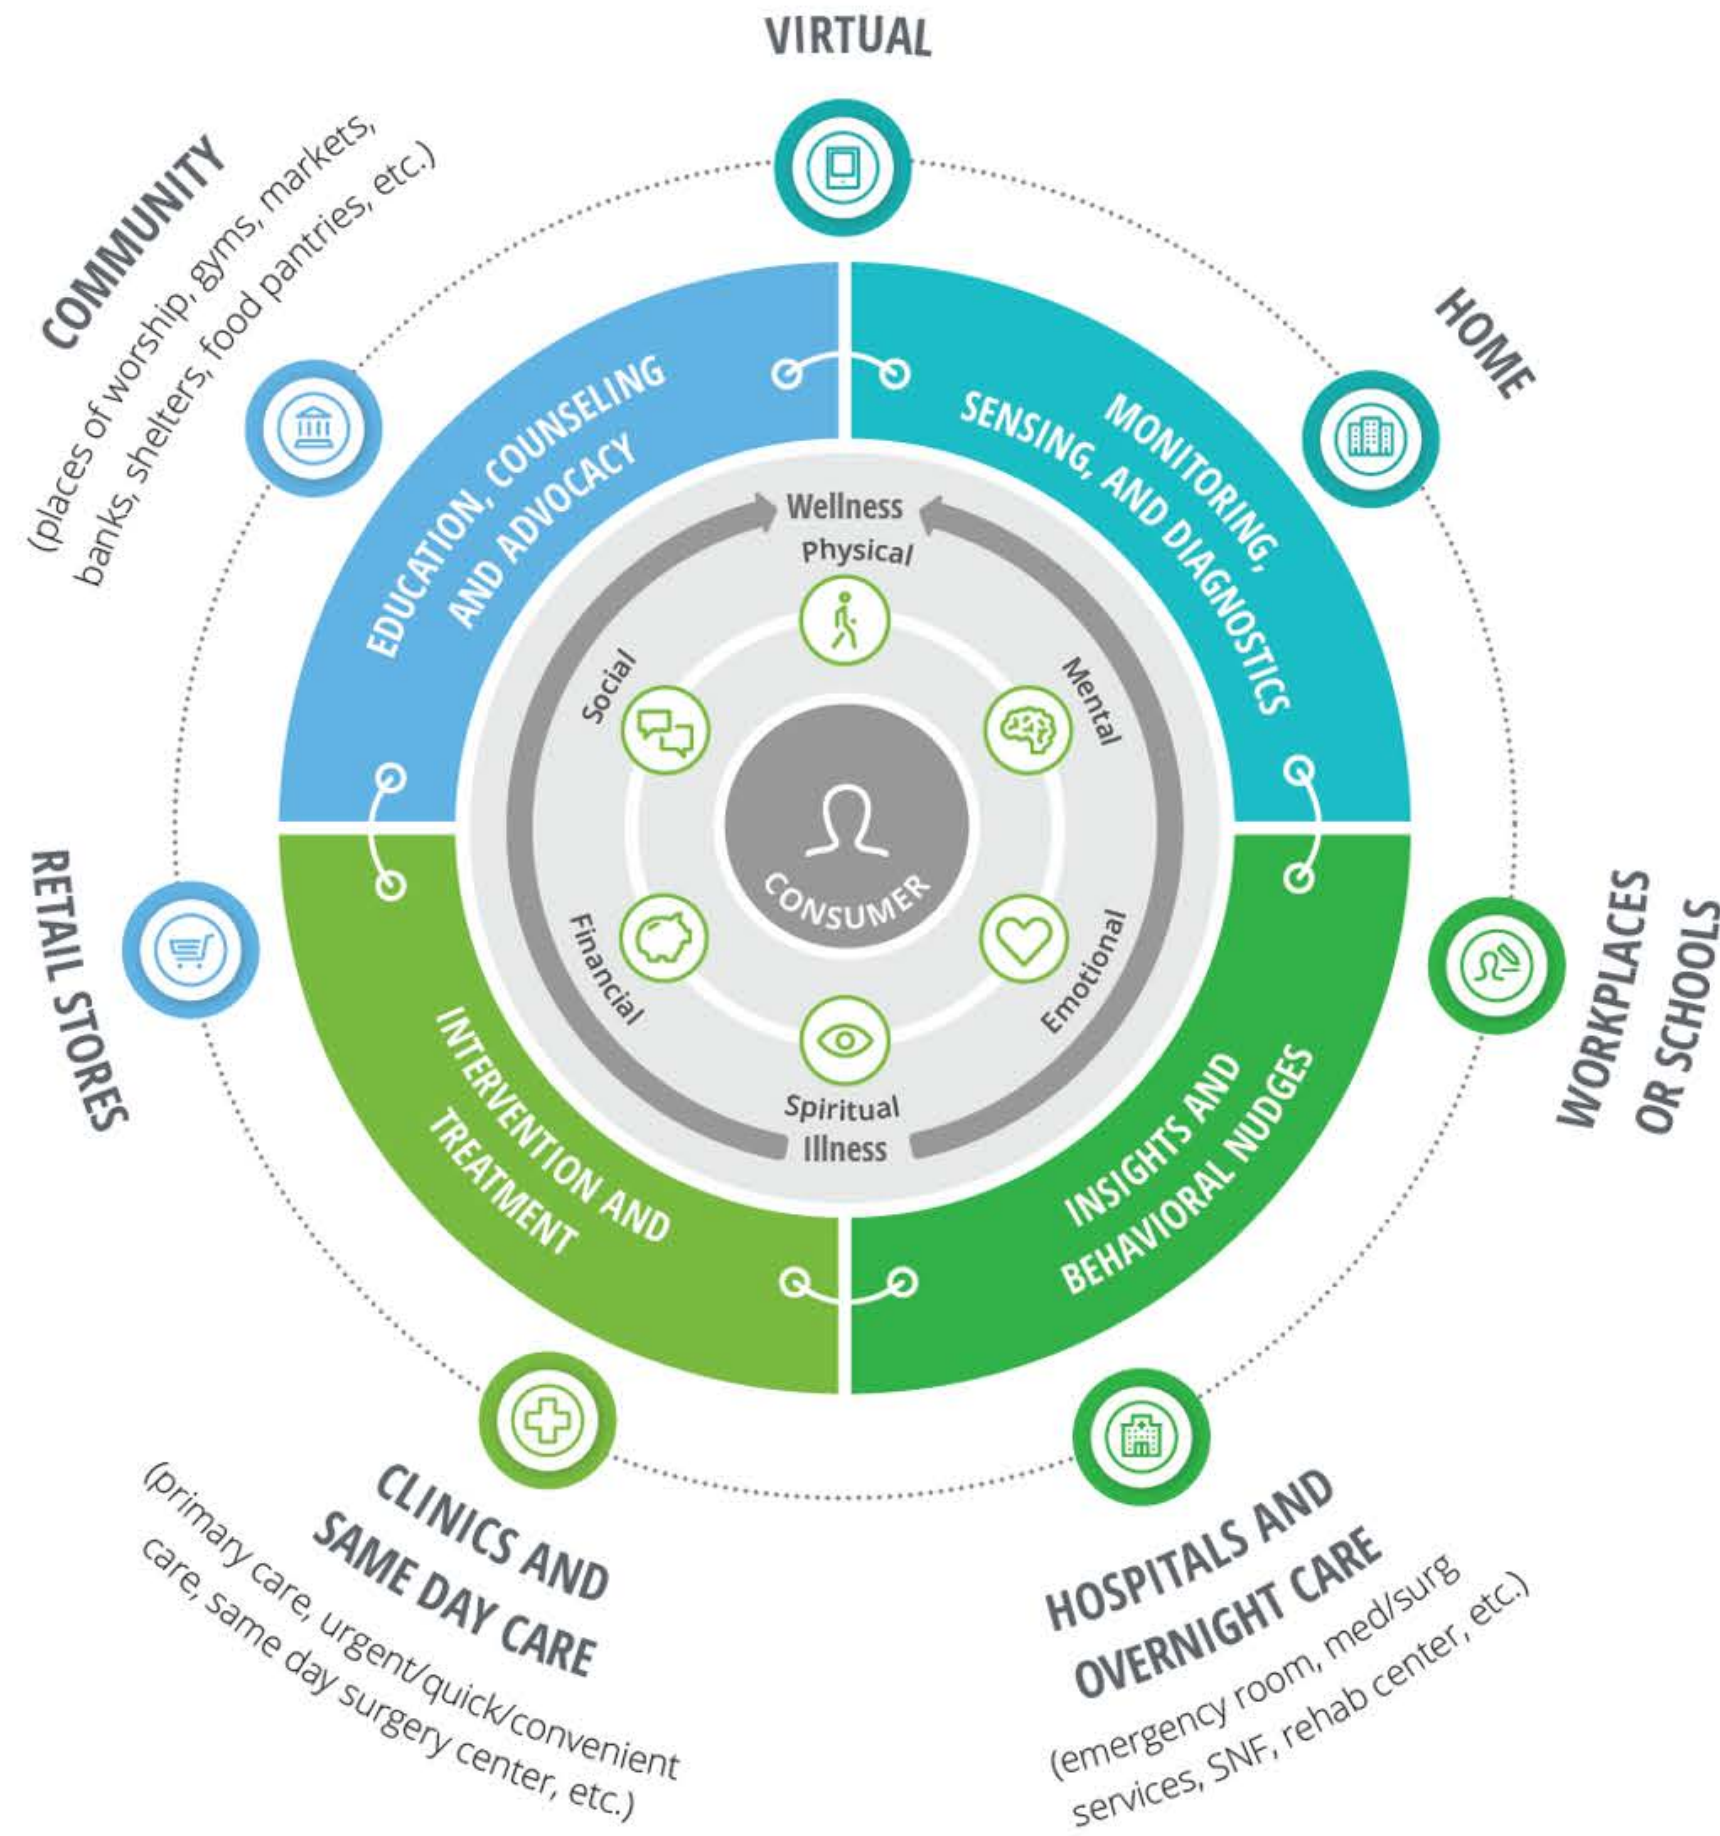 VIRTUAL
COMMUNITY
(places of worship, gyms, markets,
banks, shelters, food pantries, etc.)
HOME
EDUCATION, COUNSELING
AND ADVOCACY
MONITORING,
SENSING, AND DIAGNOSTICS
Wellness
Physical
Social
Mental
CONSUMER
Financial
Emotional
Spiritual
Illness
RETAIL STORES
WORKPLACES
OR SCHOOLS
INTERVENTION AND
TREATMENT
INSIGHTS AND
BEHAVIORAL NUDGES
CLINICS AND
SAME DAY CARE
(primary care, urgent/quick/convenient
care, same day surgery center, etc.)
HOSPITALS AND
OVERNIGHT CARE
(emergency room, med/surg
services, SNF, rehab center, etc.)